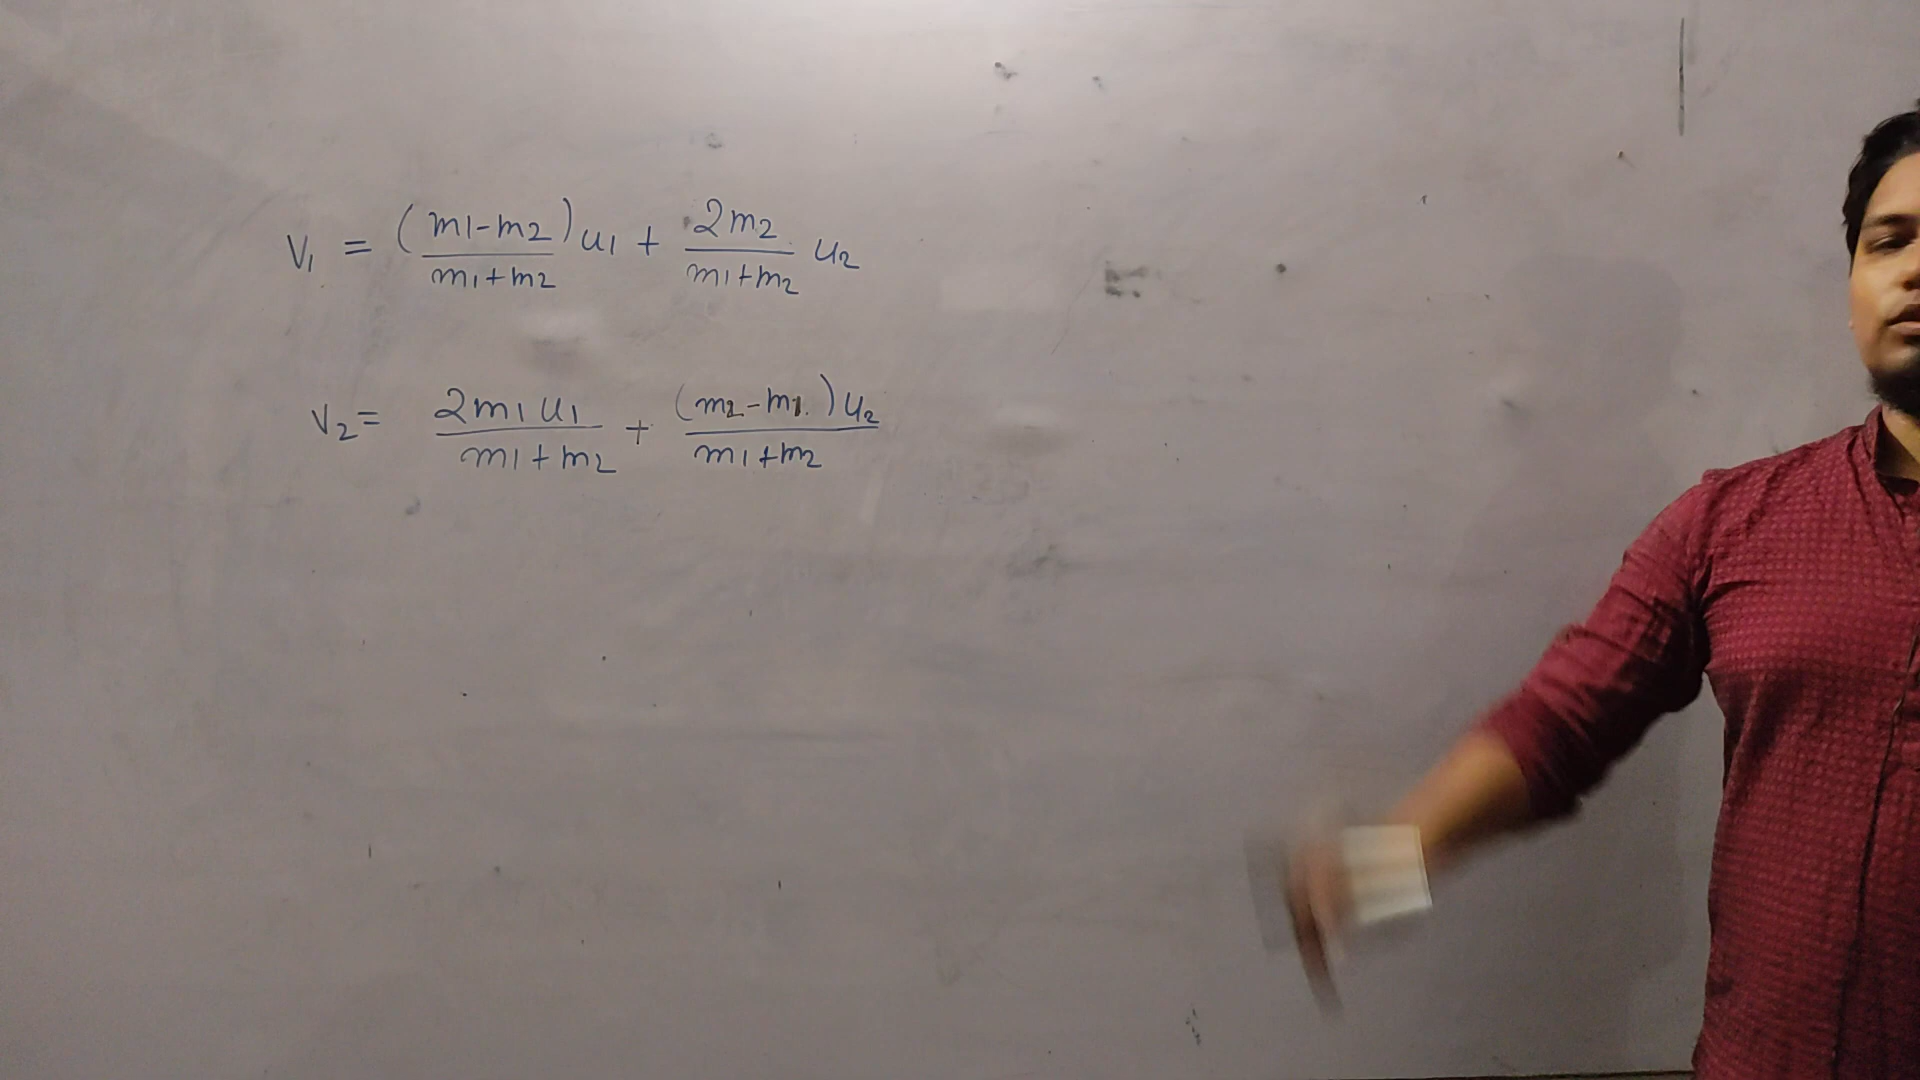 V₁ = (m1-m2)/(m1+m2) u1 + 2m2/(m1+m2) u2
V2 = 2m1u1/(m1+m2) + (m2-m1)u2/(m1+m2)